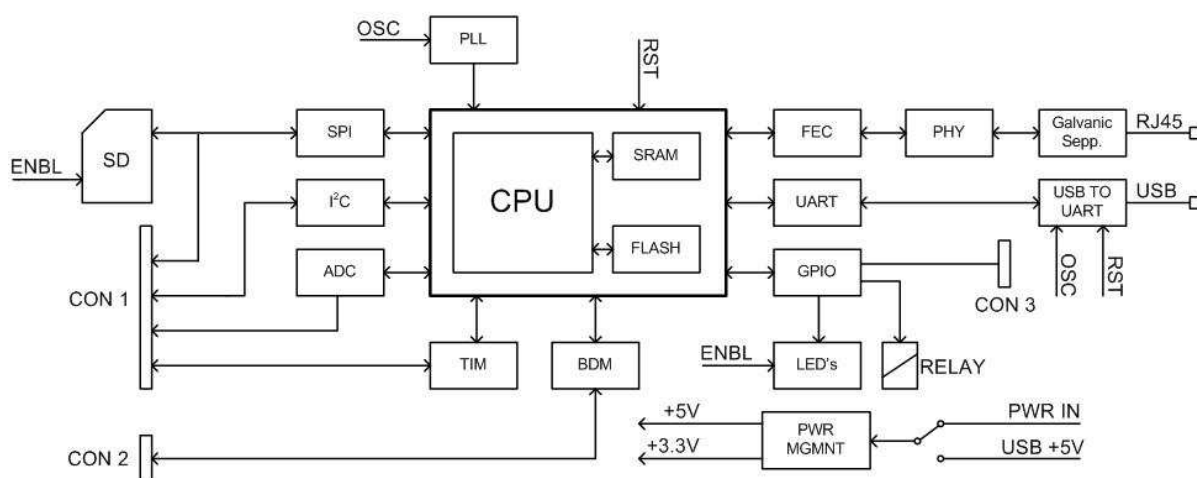 OSC
PLL
RST
SD
ENBL
SPI
I²C
ADC
CPU
SRAM
FLASH
FEC
PHY
Galvanic
Sepp.
RJ45
UART
USB TO
UART
USB
GPIO
OSC
RST
CON 1
CON 3
TIM
BDM
ENBL
LED's
RELAY
CON 2
+5V
+3.3V
PWR
MGMNT
PWR IN
USB +5V